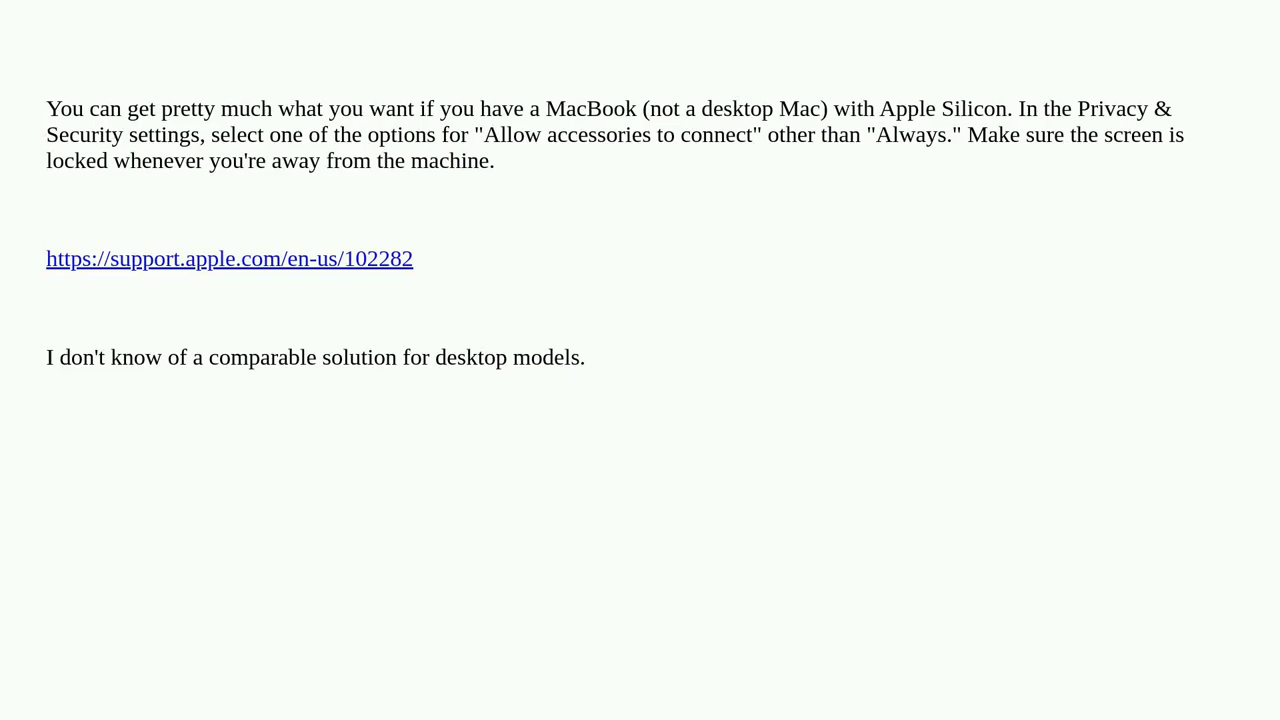 You can get pretty much what you want if you have a MacBook (not a desktop Mac) with Apple Silicon. In the Privacy &
Security settings, select one of the options for "Allow accessories to connect" other than "Always." Make sure the screen is
locked whenever you're away from the machine.
https://support.apple.com/en-us/102282
I don't know of a comparable solution for desktop models.